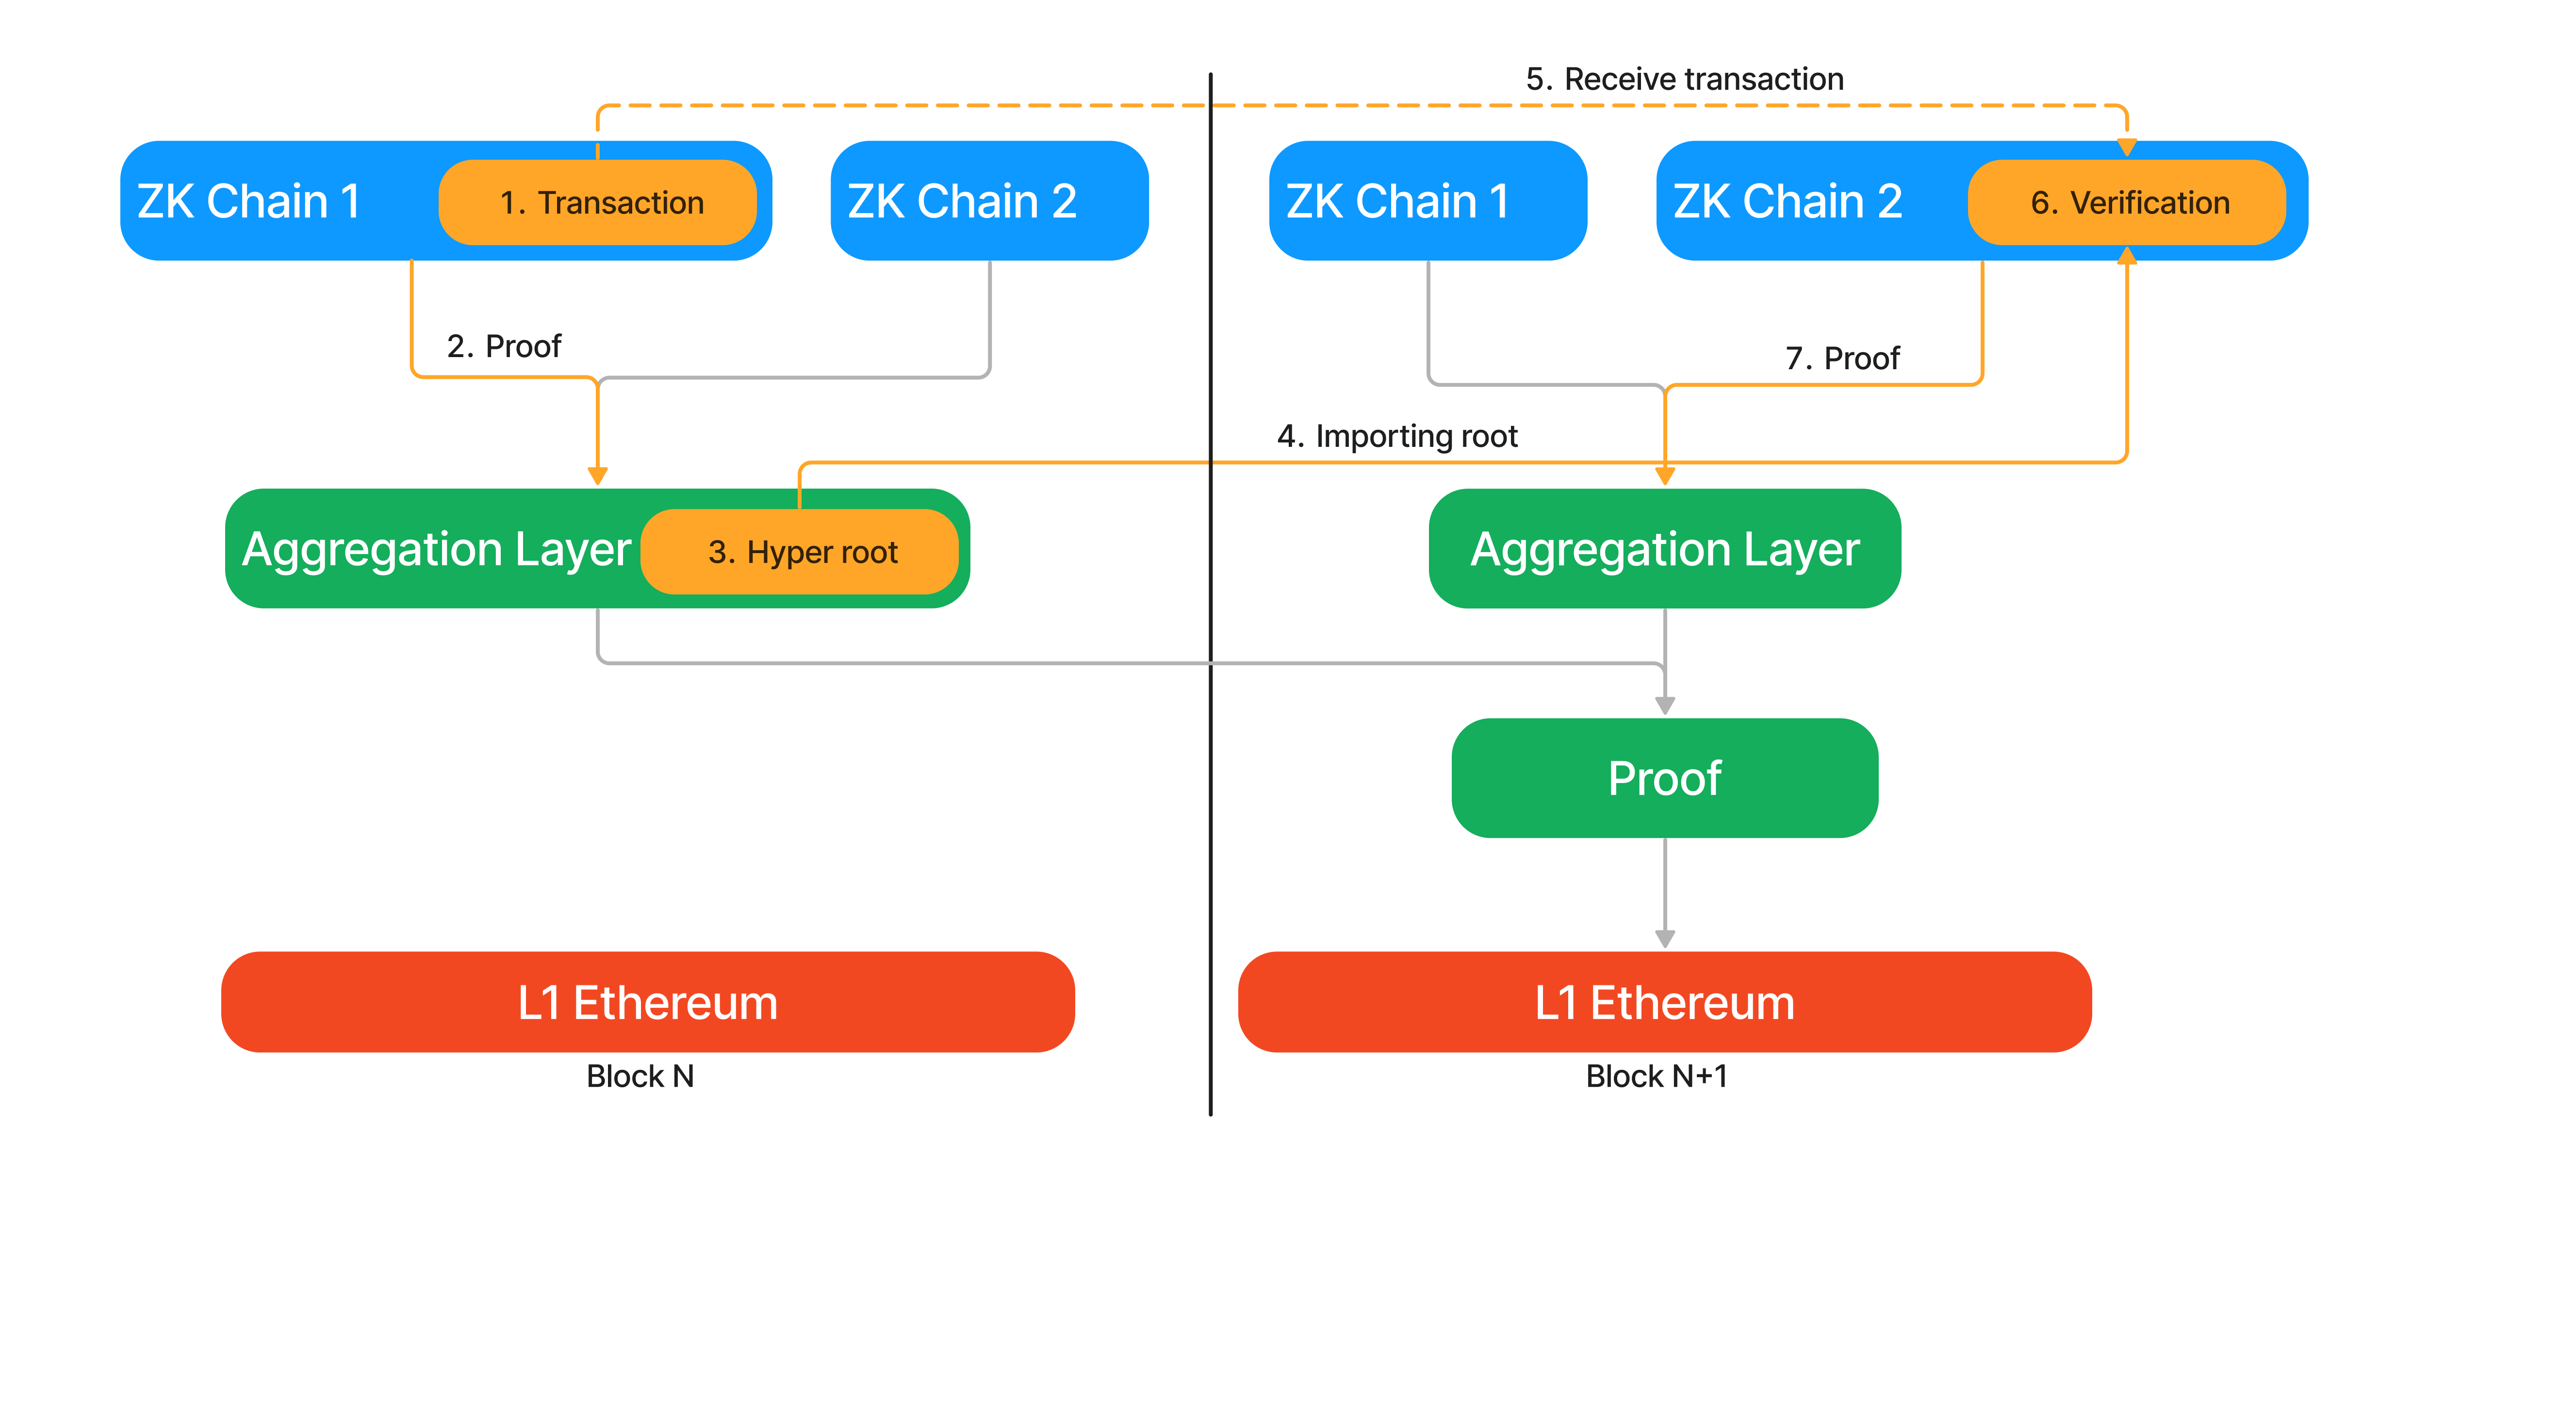 5. Receive transaction
ZK Chain 1
1. Transaction
ZK Chain 2
ZK Chain 1
ZK Chain 2
6. Verification
2. Proof
7. Proof
4. Importing root
Aggregation Layer
3. Hyper root
Aggregation Layer
Proof
L1 Ethereum
L1 Ethereum
Block N
Block N+1